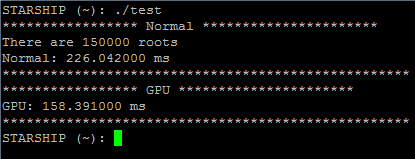 STARSHIP (~): ./test
***************** Normal **********************
There are 150000 roots
Normal: 226.042000 ms
***************************************************
***************** GPU **********************
GPU: 158.391000 ms
***************************************************
STARSHIP (~):